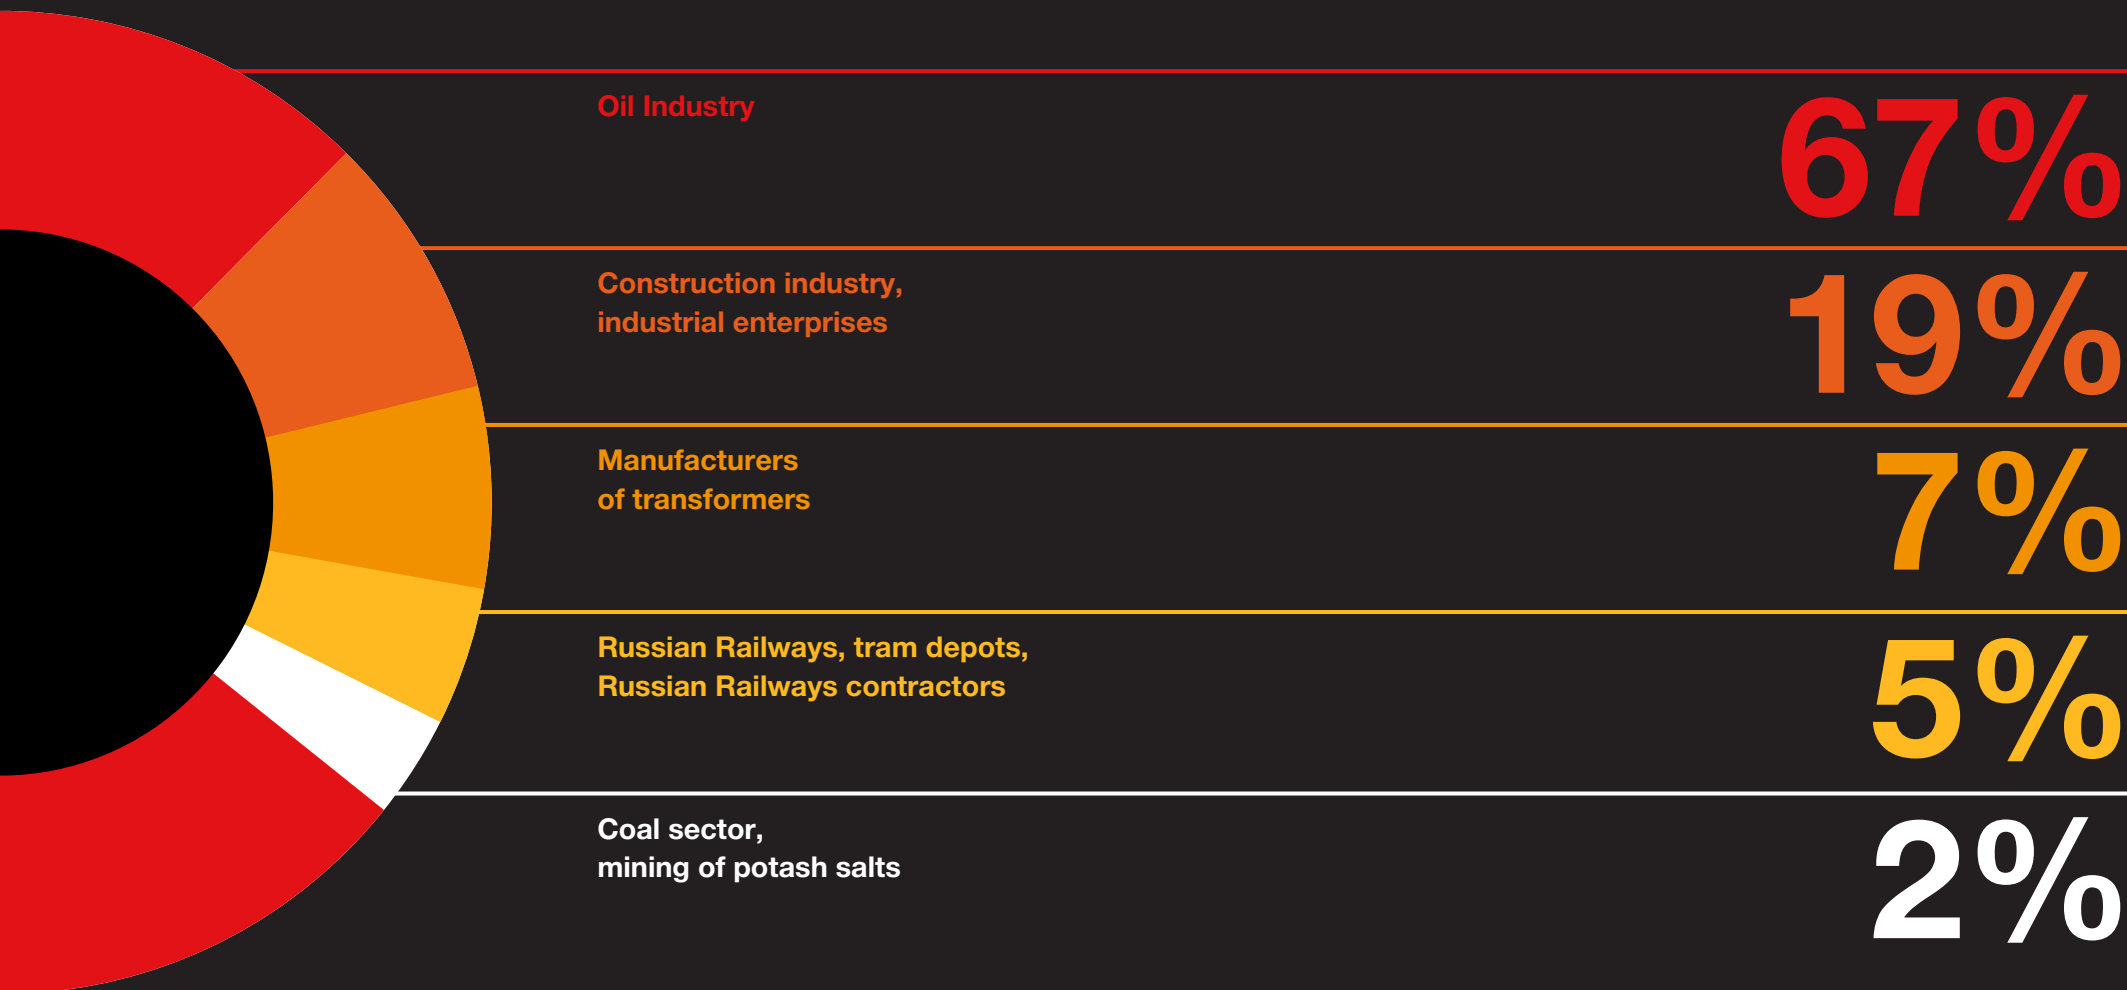 Oil Industry
67%
Construction industry,
industrial enterprises
19%
Manufacturers
of transformers
7%
Russian Railways, tram depots,
Russian Railways contractors
5%
Coal sector,
mining of potash salts
2%